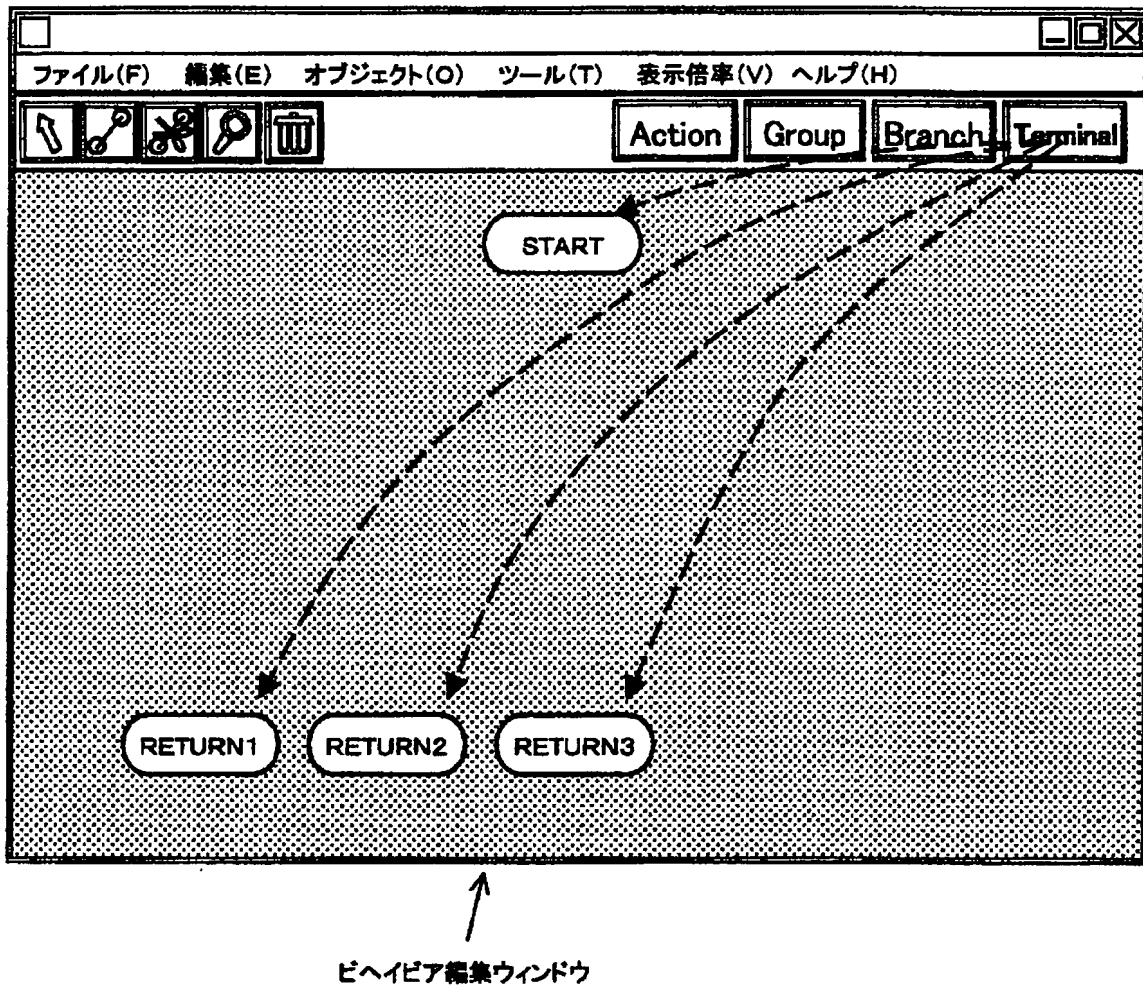 ファイル(F) 編集(E) オブジェクト(O) ツール(T) 表示倍率(V) ヘルプ(H)
Action Group Branch Terminal
START
RETURN1 RETURN2 RETURN3
ビヘイビア編集ウィンドウ